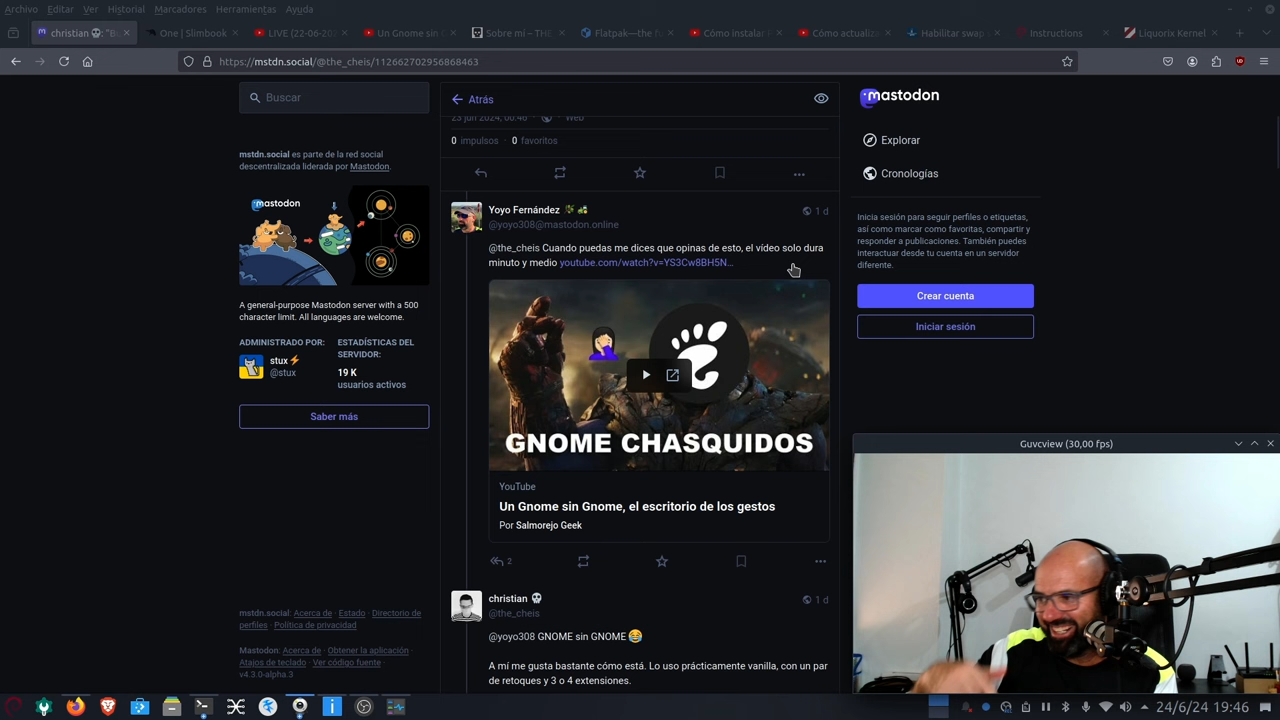 Archivo Editar Ver Historial Marcadores Herramientas Ayuda
christian 💀: "B One | Slimbook LIVE (22-06-20 Un Gnome sin G Sobre mí – THE Flatpak—the f Cómo instalar Cómo actualiz Habilitar swap Instructions Liquorix Kernel
https://mstdn.social/@the_cheis/112662702956868463
Buscar
mstdn.social es parte de la red social
descentralizada liderada por Mastodon.
mastodon
A general-purpose Mastodon server with a 500
character limit. All languages are welcome.
ADMINISTRADO POR:
stux⚡
@stux
ESTADÍSTICAS DEL
SERVIDOR:
19 K
usuarios activos
Saber más
mstdn.social: Acerca de · Estado · Directorio de
perfiles · Política de privacidad
Mastodon: Acerca de · Obtener la aplicación ·
Atajos de teclado · Ver código fuente ·
v4.3.0-alpha.3
Atrás
23 jun 2024, 00:46 · Web
0 impulsos · 0 favoritos
Yoyo Fernández
@yoyo308@mastodon.online
1 d
@the_cheis Cuando puedas me dices que opinas de esto, el vídeo solo dura
minuto y medio youtube.com/watch?v=YS3Cw8BH5N…
GNOME CHASQUIDOS
YouTube
Un Gnome sin Gnome, el escritorio de los gestos
Por Salmorejo Geek
2
christian 💀
@the_cheis
1 d
@yoyo308 GNOME sin GNOME 😂
A mí me gusta bastante cómo está. Lo uso prácticamente vanilla, con un par
de retoques y 3 o 4 extensiones.
mastodon
Explorar
Cronologías
Inicia sesión para seguir perfiles o etiquetas,
así como marcar como favoritas, compartir y
responder a publicaciones. También puedes
interactuar desde tu cuenta en un servidor
diferente.
Crear cuenta
Iniciar sesión
Guvcview (30,00 fps)
24/6/24 19:46